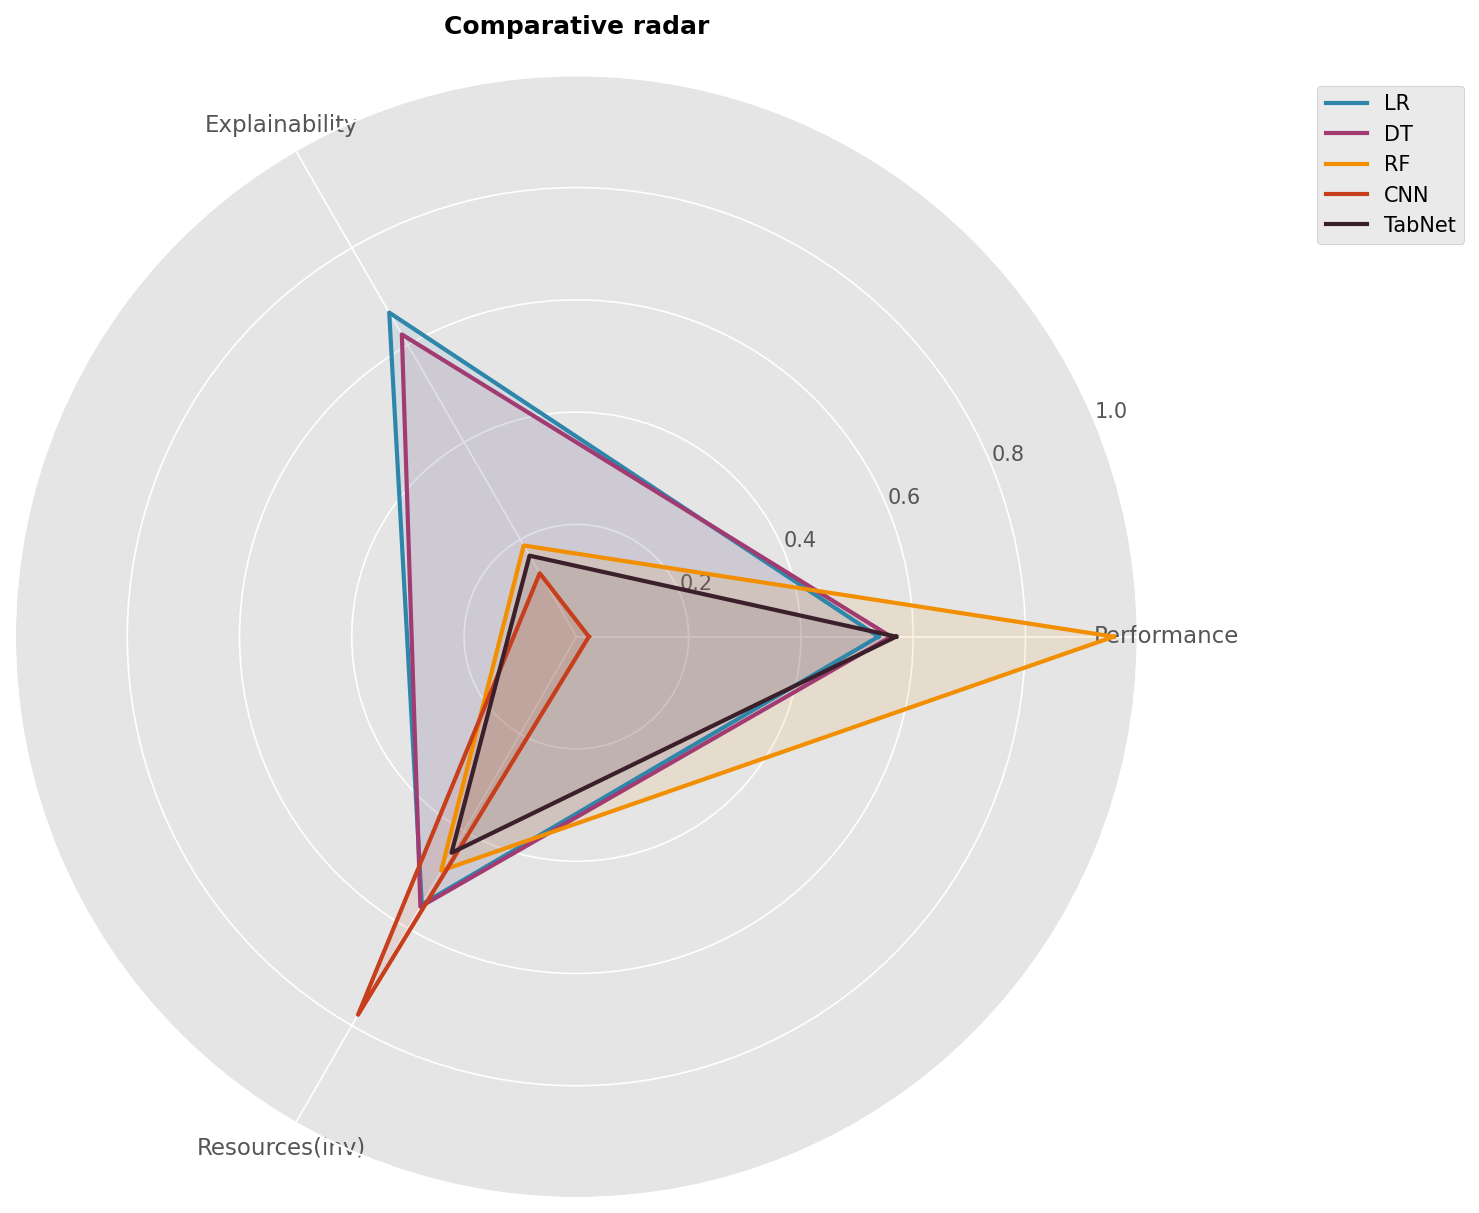 Comparative radar
Explainability
LR
DT
RF
CNN
TabNet
1.0
0.8
0.6
0.4
0.2
Performance
Resources(inv)